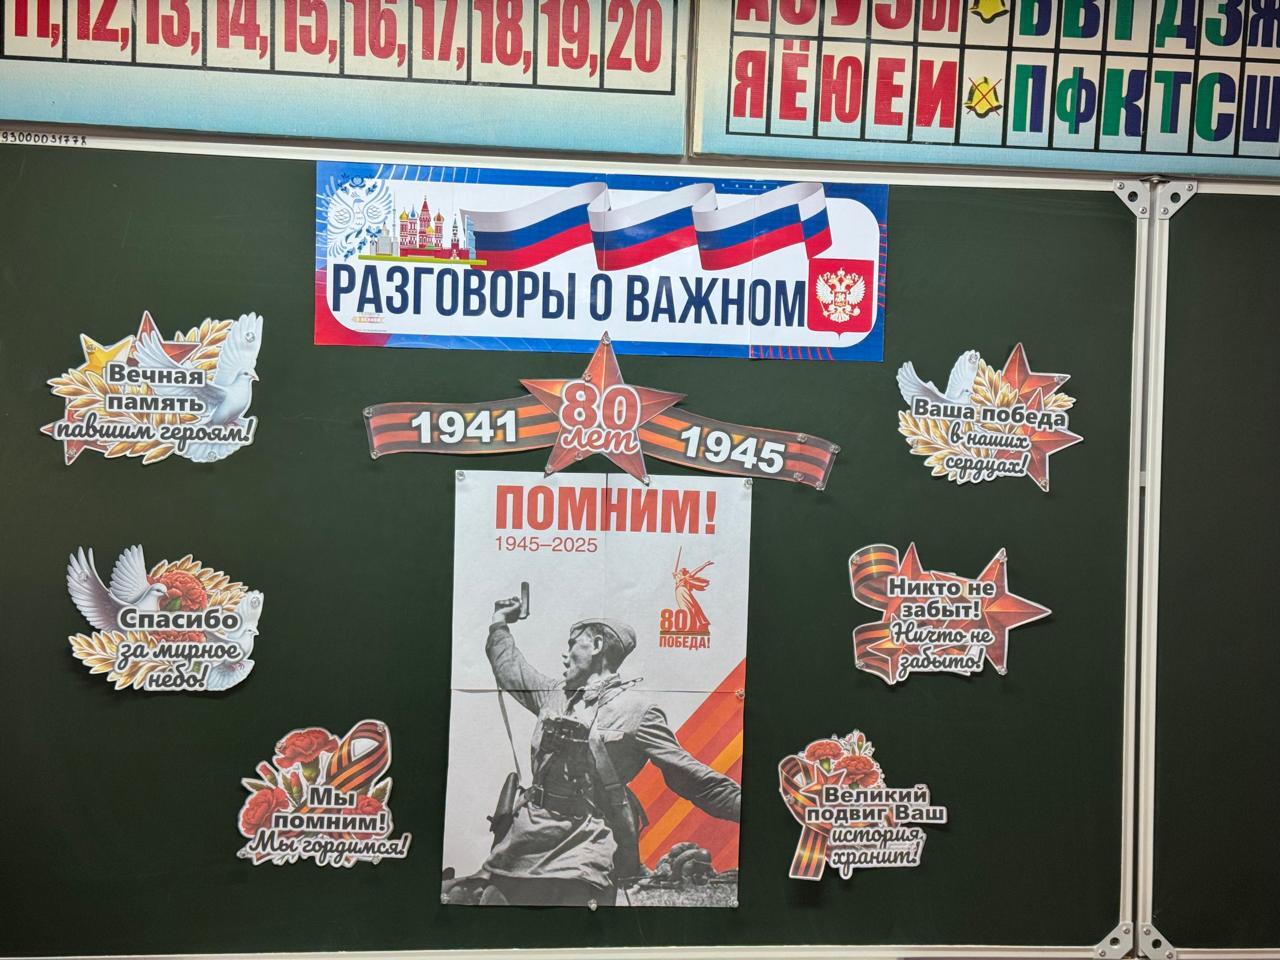 11, 12, 13, 14, 15, 16, 17, 18, 19, 20
А О У Э Ы Б В Г Д З Ж
Я Ё Ю Е И П Ф К Т С Ш
РАЗГОВОРЫ О ВАЖНОМ
1941
80
лет
1945
Вечная
память
павшим героям!
Ваша победа
в наших
сердцах!
ПОМНИМ!
1945–2025
80
ПОБЕДА!
Спасибо
за мирное
небо!
Никто не
забыт!
Ничто не
забыто!
Мы
помним!
Мы гордимся!
Великий
подвиг Ваш
история
хранит!